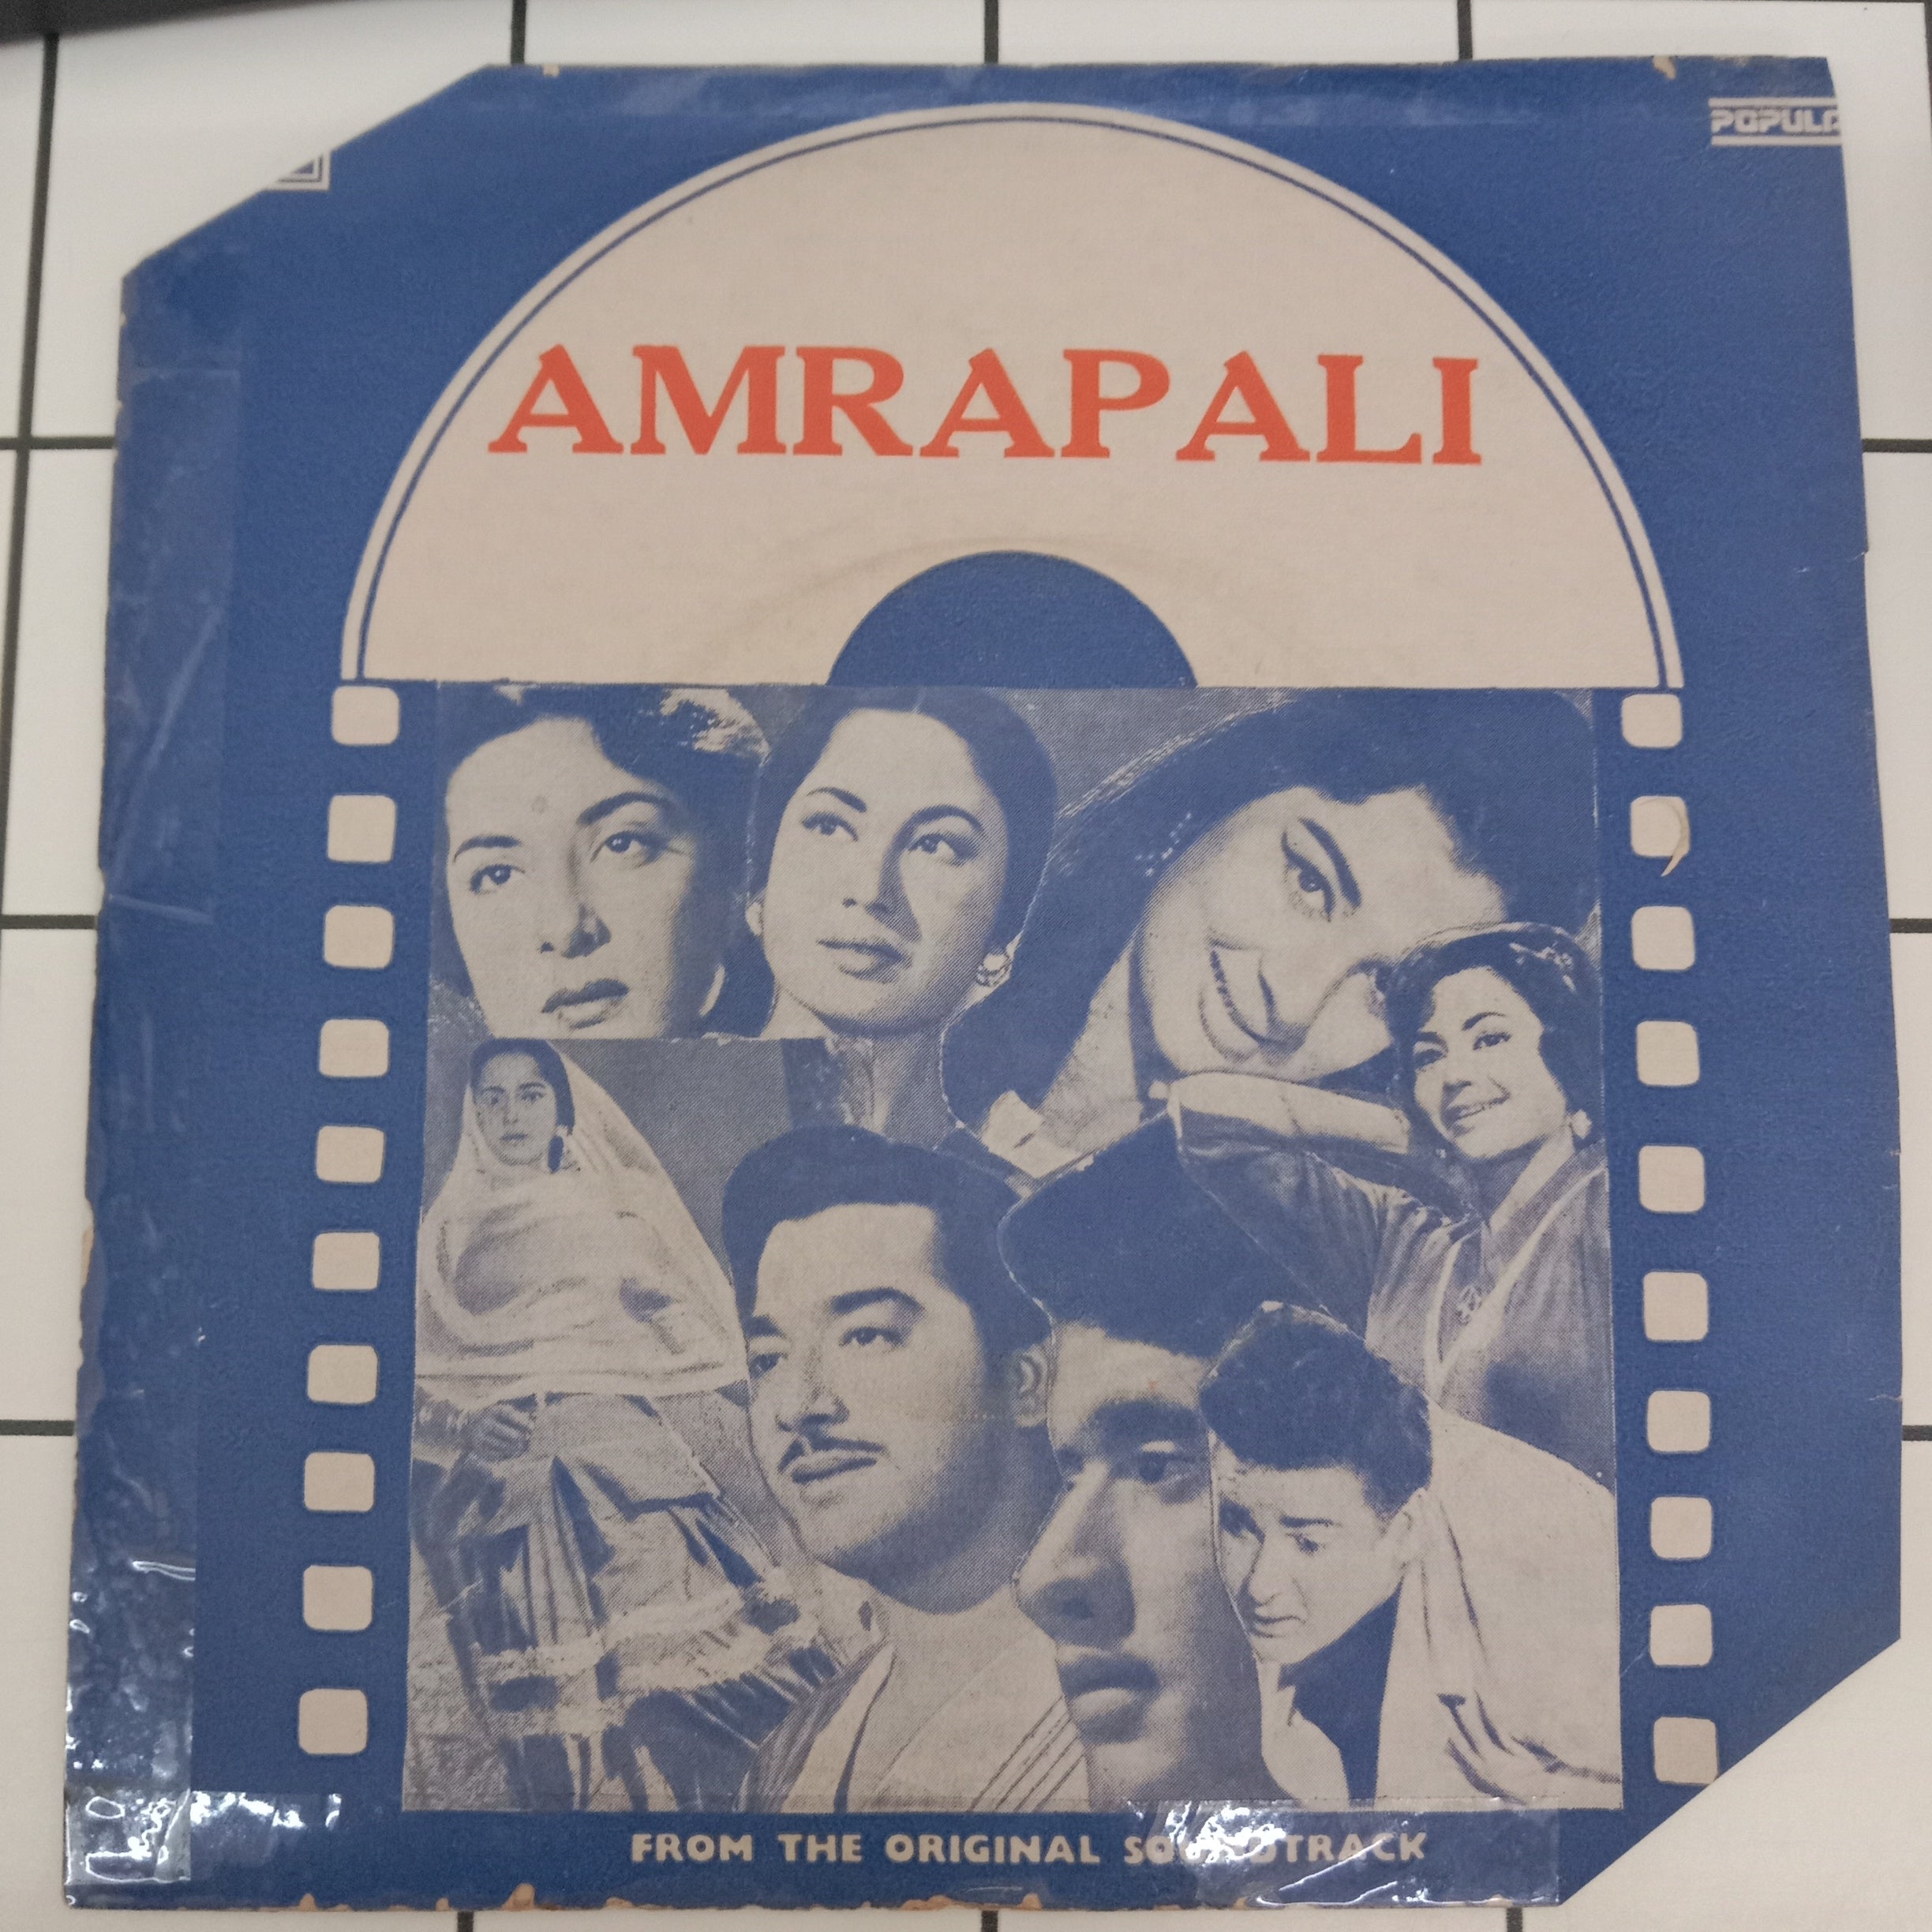 POPULA
AMRAPALI
FROM THE ORIGINAL SOUNDTRACK